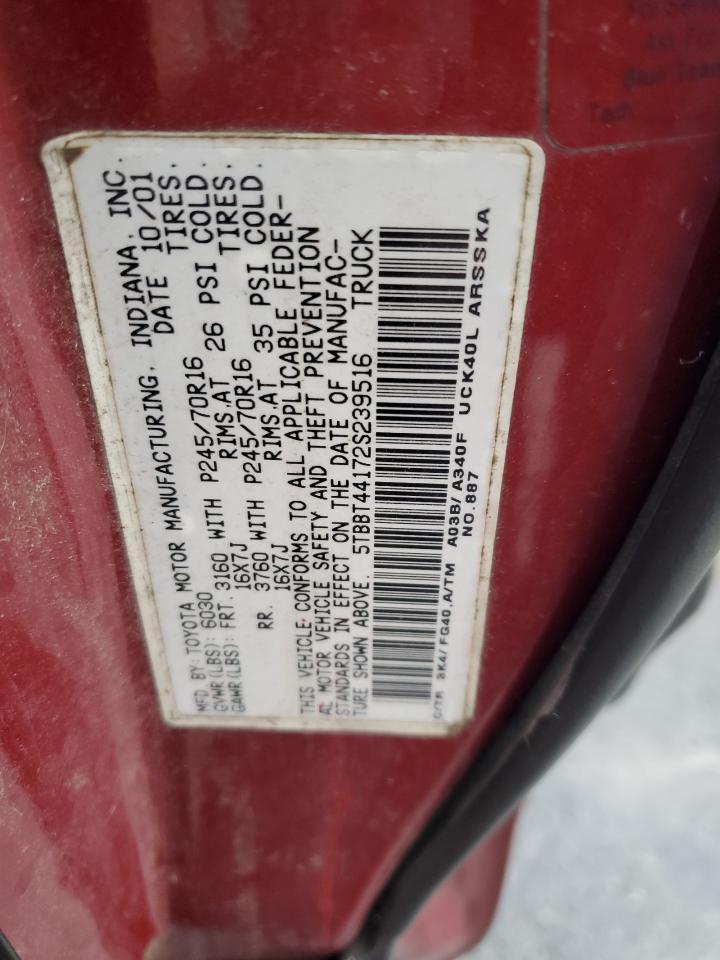 MFD BY: TOYOTA MOTOR MANUFACTURING, INDIANA, INC.
DATE 10/01
GVWR(LBS): 6030
GAWR(LBS): FRT. 3160 WITH P245/70R16 TIRES,
16X7J RIMS,AT 26 PSI COLD.
RR. 3760 WITH P245/70R16 TIRES,
16X7J RIMS,AT 35 PSI COLD.
THIS VEHICLE CONFORMS TO ALL APPLICABLE FEDER-
AL MOTOR VEHICLE SAFETY AND THEFT PREVENTION
STANDARDS IN EFFECT ON THE DATE OF MANUFAC-
TURE SHOWN ABOVE. 5TBBT44172S239516 TRUCK
C/TR 3K4/ FG40,A/TM A03B/ A340F UCK40L ARSSKA
NO.887